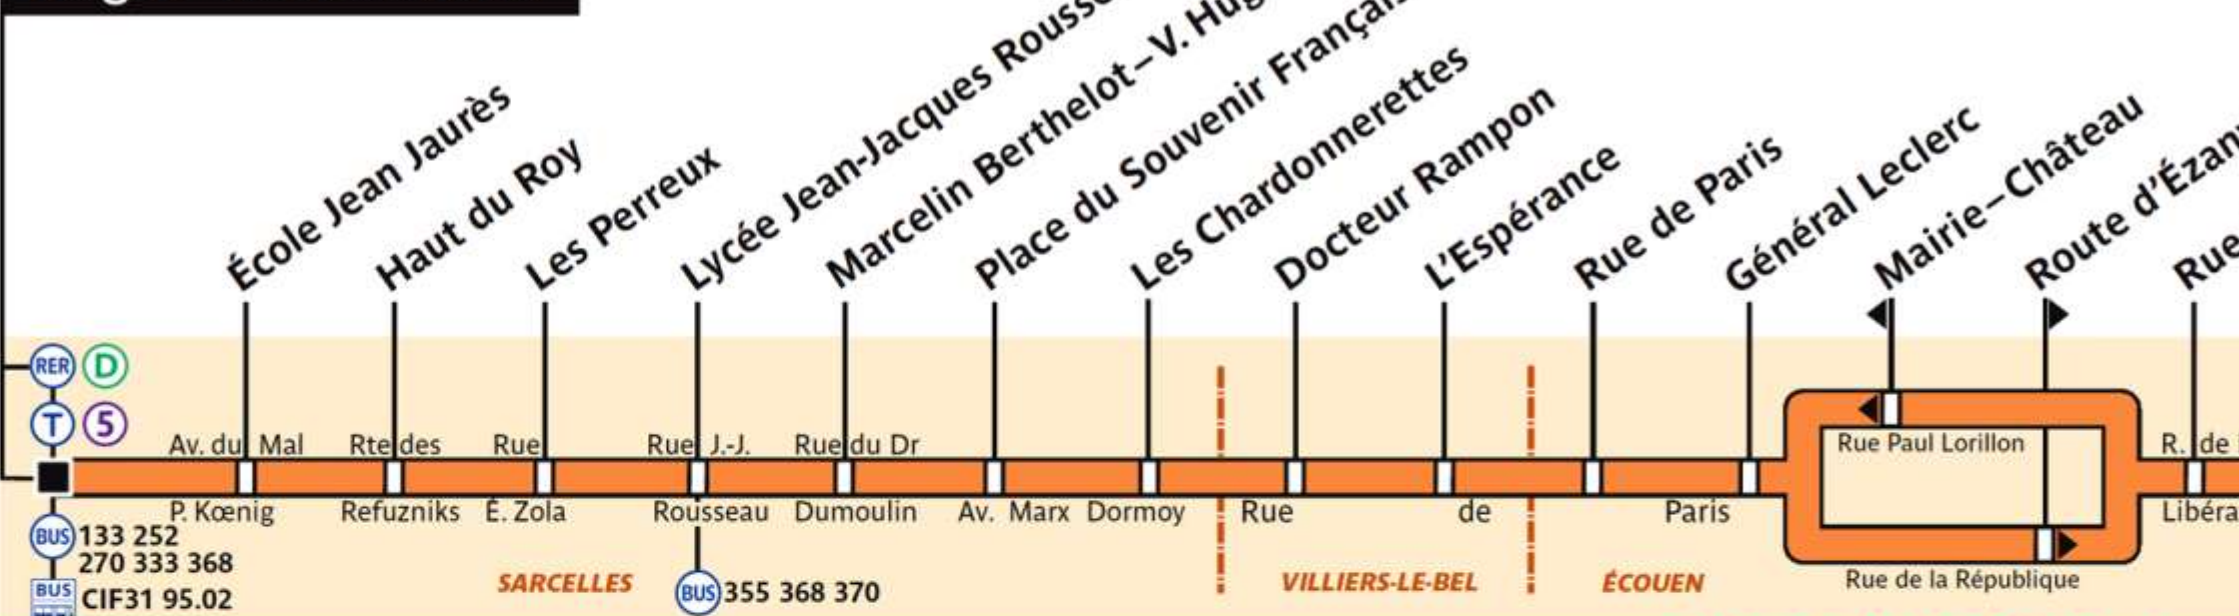 École Jean Jaurès
Haut du Roy
Les Perreux
Lycée Jean-Jacques
Marcelin Berthelot–V.
Place du Souvenir
Les Chardonnerettes
Docteur Rampon
L'Espérance
Rue de Paris
Général Leclerc
Mairie–Château
Route
Rue
RER D
T 5
Av. du Mal
P. Kœnig
Rte des
Refuzniks
Rue
É. Zola
Rue J.-J.
Rousseau
Rue du Dr
Dumoulin
Av. Marx Dormoy
Rue de Paris
Rue Paul Lorillon
Rue de la République
R. de
BUS 133 252
270 333 368
BUS CIF31 95.02
SARCELLES
BUS 355 368 370
VILLIERS-LE-BEL
ÉCOUEN